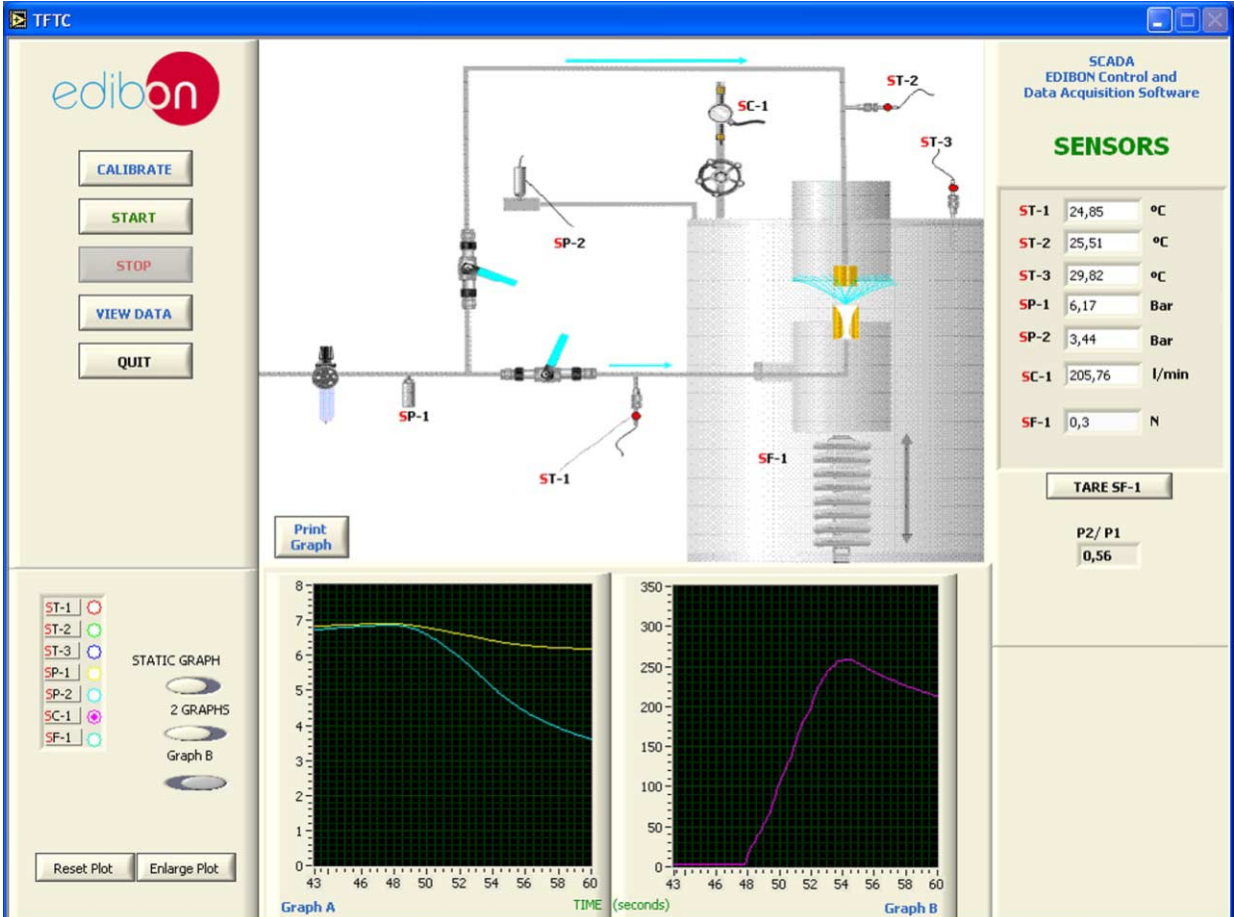 TFTC
edibon
CALIBRATE
START
STOP
VIEW DATA
QUIT
ST-2
SC-1
ST-3
SP-2
SP-1
ST-1
SF-1
Print
Graph
SCADA
EDIBON Control and
Data Acquisition Software
SENSORS
ST-1 24,85 ºC
ST-2 25,51 ºC
ST-3 29,82 ºC
SP-1 6,17 Bar
SP-2 3,44 Bar
SC-1 205,76 l/min
SF-1 0,3 N
TARE SF-1
P2/ P1
0,56
ST-1
ST-2
ST-3
SP-1
SP-2
SC-1
SF-1
STATIC GRAPH
2 GRAPHS
Graph B
Reset Plot Enlarge Plot
8
7
6
5
4
3
2
1
0
43 46 48 50 52 54 56 58 60
Graph A
350
300
250
200
150
100
50
0
43 46 48 50 52 54 56 58 60
TIME (seconds)
Graph B